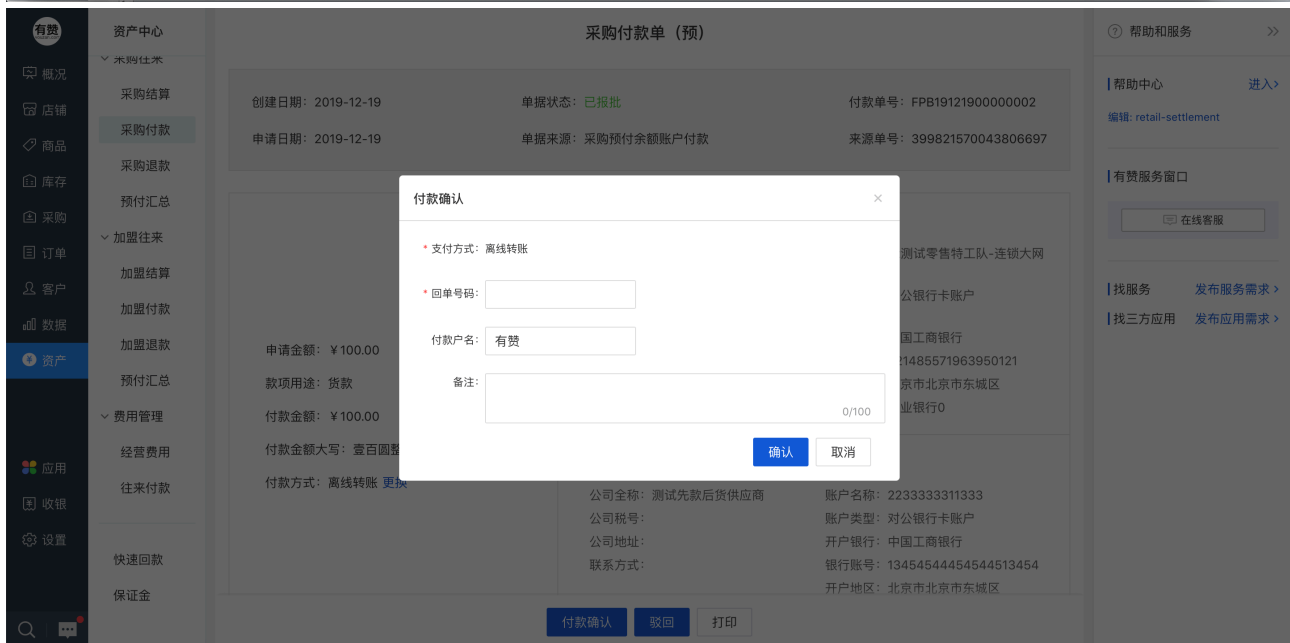 有赞
概况
店铺
商品
库存
采购
订单
客户
数据
资产
应用
收银
设置
资产中心
采购往来
采购结算
采购付款
采购退款
预付汇总
加盟往来
加盟结算
加盟付款
加盟退款
预付汇总
费用管理
经营费用
往来付款
快速回款
保证金
采购付款单（预）
创建日期：2019-12-19
单据状态：已报批
付款单号：FPB19121900000002
申请日期：2019-12-19
单据来源：采购预付余额账户付款
来源单号：399821570043806697
申请金额：￥100.00
款项用途：货款
付款金额：￥100.00
付款金额大写：壹百圆整
付款方式：离线转账 更换
付款确认
* 支付方式：离线转账
* 回单号码：
付款户名：有赞
备注：
0/100
确认
取消
测试零售特工队-连锁大网
公银行卡账户
国工商银行
21485571963950121
京市北京市东城区
业银行0
公司全称：测试先款后货供应商
公司税号：
公司地址：
联系方式：
账户名称：2233333311333
账户类型：对公银行卡账户
开户银行：中国工商银行
银行账号：13454544454544513454
开户地区：北京市北京市东城区
付款确认
驳回
打印
帮助和服务
帮助中心
进入>
编辑: retail-settlement
有赞服务窗口
在线客服
找服务
发布服务需求 >
找三方应用
发布应用需求 >